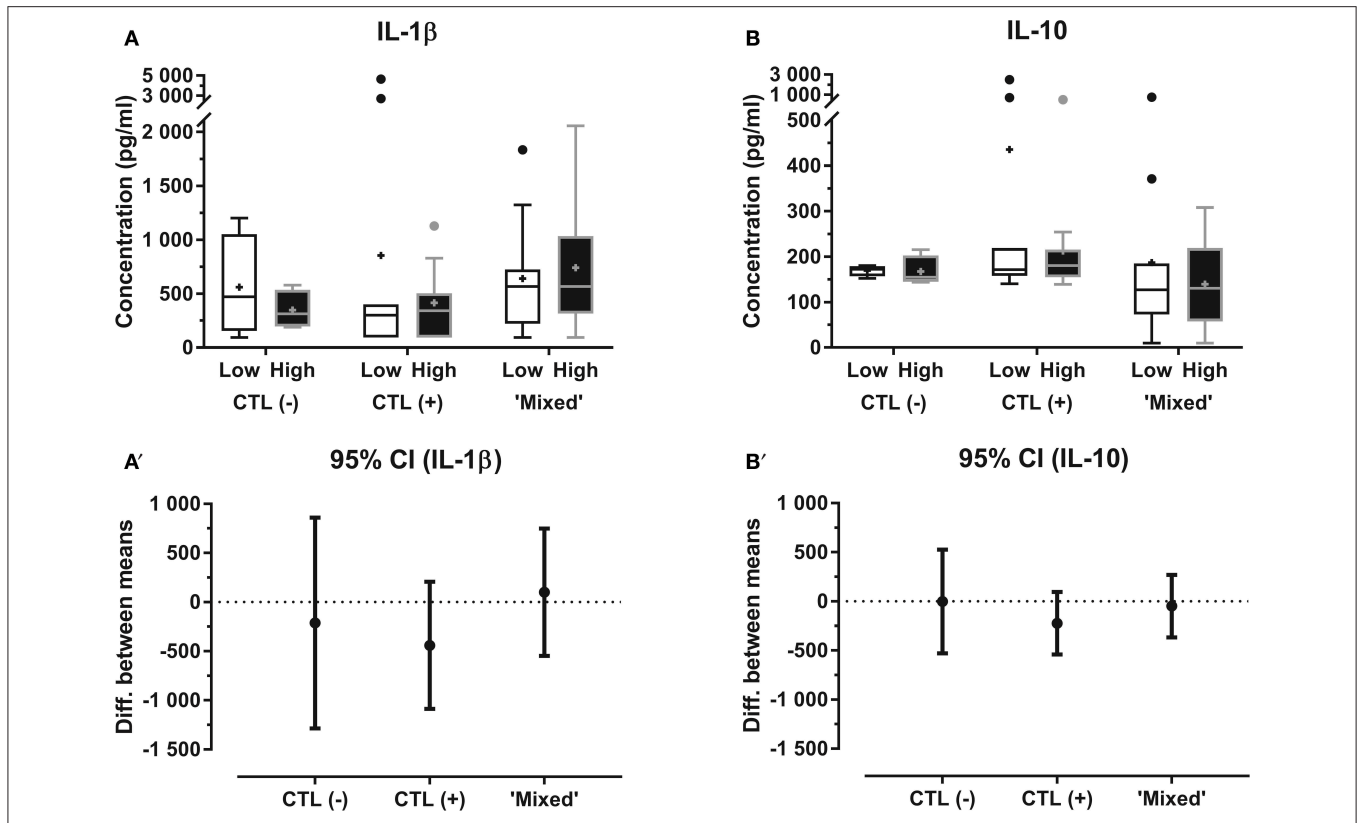 A
IL-1β
Concentration (pg/ml)
5 000
3 000
2 000
1 500
1 000
500
0
Low High Low High Low High
CTL (-) CTL (+) 'Mixed'
B
IL-10
Concentration (pg/ml)
3 000
1 000
500
400
300
200
100
0
Low High Low High Low High
CTL (-) CTL (+) 'Mixed'
A′
95% CI (IL-1β)
Diff. between means
1 000
500
0
-500
-1 000
-1 500
CTL (-) CTL (+) 'Mixed'
B′
95% CI (IL-10)
Diff. between means
1 000
500
0
-500
-1 000
-1 500
CTL (-) CTL (+) 'Mixed'